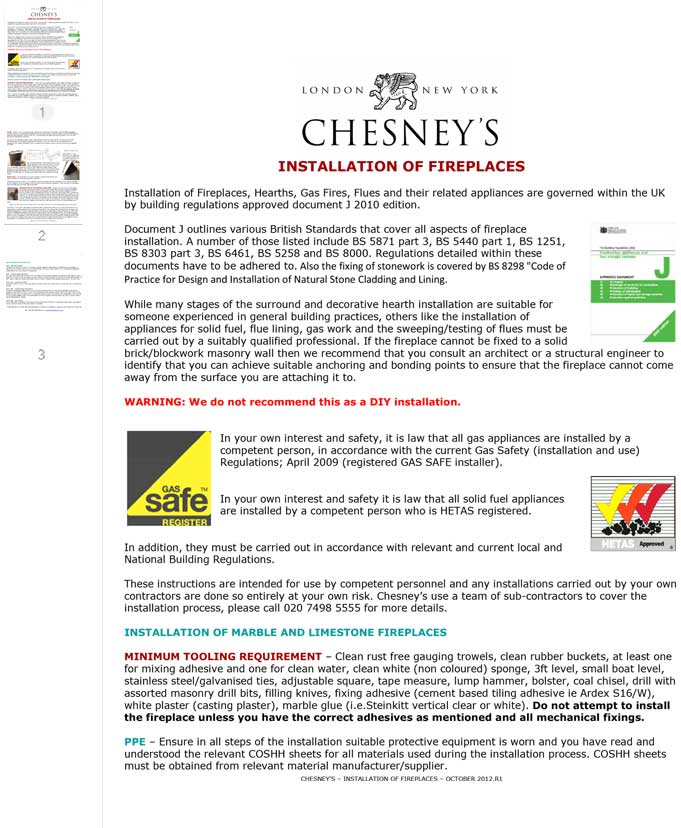 LONDON NEW YORK
CHESNEY'S
INSTALLATION OF FIREPLACES
Installation of Fireplaces, Hearths, Gas Fires, Flues and their related appliances are governed within the UK
by building regulations approved document J 2010 edition.
Document J outlines various British Standards that cover all aspects of fireplace
installation. A number of those listed include BS 5871 part 3, BS 5440 part 1, BS 1251,
BS 8303 part 3, BS 6461, BS 5258 and BS 8000. Regulations detailed within these
documents have to be adhered to. Also the fixing of stonework is covered by BS 8298 "Code of
Practice for Design and Installation of Natural Stone Cladding and Lining.
J
While many stages of the surround and decorative hearth installation are suitable for
someone experienced in general building practices, others like the installation of
appliances for solid fuel, flue lining, gas work and the sweeping/testing of flues must be
carried out by a suitably qualified professional. If the fireplace cannot be fixed to a solid
brick/blockwork masonry wall then we recommend that you consult an architect or a structural engineer to
identify that you can achieve suitable anchoring and bonding points to ensure that the fireplace cannot come
away from the surface you are attaching it to.
WARNING: We do not recommend this as a DIY installation.
GAS
safe™
REGISTER
In your own interest and safety, it is law that all gas appliances are installed by a
competent person, in accordance with the current Gas Safety (installation and use)
Regulations; April 2009 (registered GAS SAFE installer).
In your own interest and safety it is law that all solid fuel appliances
are installed by a competent person who is HETAS registered.
HETAS Approved
In addition, they must be carried out in accordance with relevant and current local and
National Building Regulations.
These instructions are intended for use by competent personnel and any installations carried out by your own
contractors are done so entirely at your own risk. Chesney's use a team of sub-contractors to cover the
installation process, please call 020 7498 5555 for more details.
INSTALLATION OF MARBLE AND LIMESTONE FIREPLACES
MINIMUM TOOLING REQUIREMENT – Clean rust free gauging trowels, clean rubber buckets, at least one
for mixing adhesive and one for clean water, clean white (non coloured) sponge, 3ft level, small boat level,
stainless steel/galvanised ties, adjustable square, tape measure, lump hammer, bolster, coal chisel, drill with
assorted masonry drill bits, filling knives, fixing adhesive (cement based tiling adhesive ie Ardex S16/W),
white plaster (casting plaster), marble glue (i.e.Steinkitt vertical clear or white). Do not attempt to install
the fireplace unless you have the correct adhesives as mentioned and all mechanical fixings.
PPE – Ensure in all steps of the installation suitable protective equipment is worn and you have read and
understood the relevant COSHH sheets for all materials used during the installation process. COSHH sheets
must be obtained from relevant material manufacturer/supplier.
CHESNEY'S – INSTALLATION OF FIREPLACES – OCTOBER 2012.R1
CHESNEY'S
1
2
3